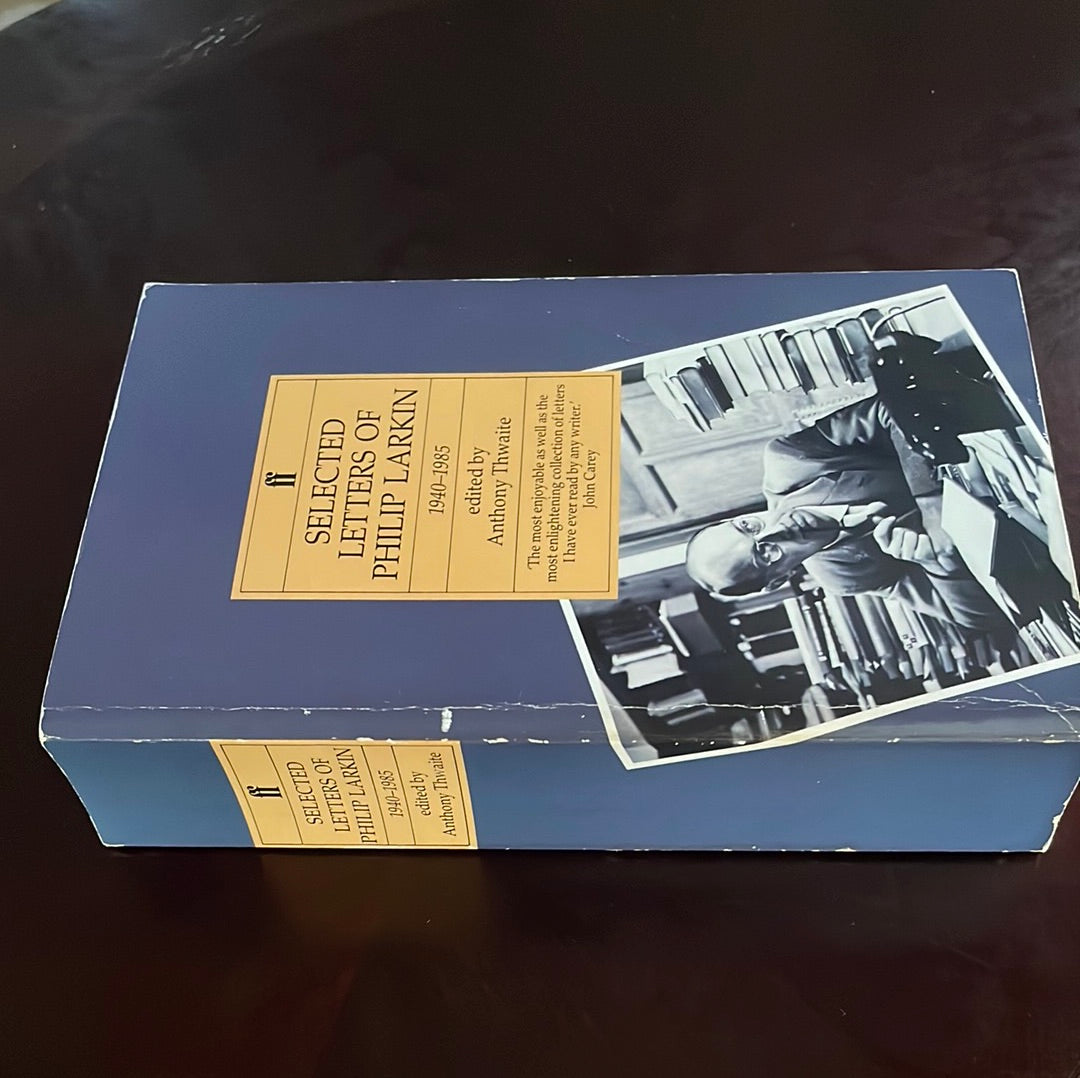 ff
SELECTED
LETTERS OF
PHILIP LARKIN
1940–1985
edited by
Anthony Thwaite
'The most enjoyable as well as the
most enlightening collection of letters
I have ever read by any writer.'
John Carey
ff
SELECTED
LETTERS OF
PHILIP LARKIN
1940–1985
edited by
Anthony Thwaite